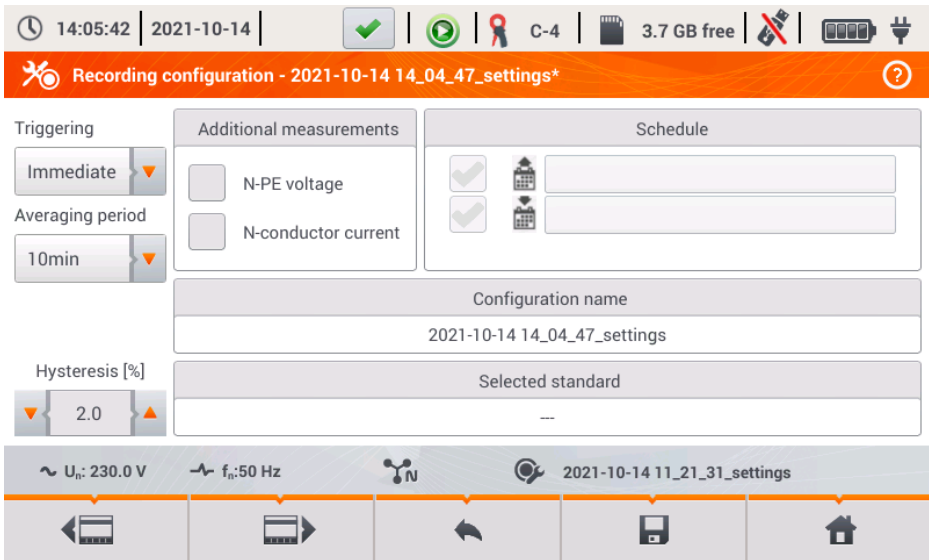 14:05:42 2021-10-14 C-4 3.7 GB free
Recording configuration - 2021-10-14 14_04_47_settings*
?
Triggering
Immediate
Averaging period
10min
Hysteresis [%]
2.0
Additional measurements
N-PE voltage
N-conductor current
Schedule
Configuration name
2021-10-14 14_04_47_settings
Selected standard
---
Un: 230.0 V fn:50 Hz N 2021-10-14 11_21_31_settings